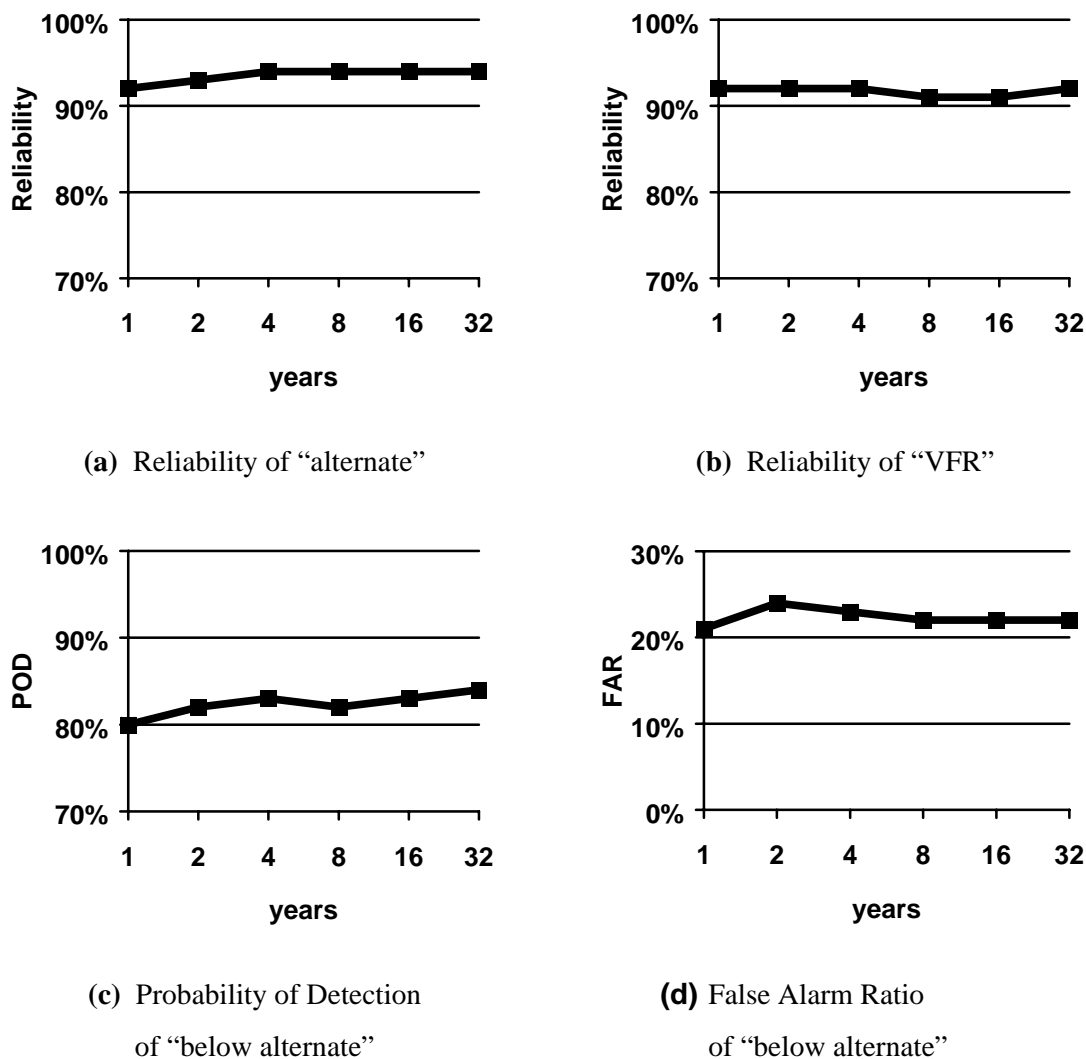 100%
90%
80%
70%
Reliability
1 2 4 8 16 32
years
(a) Reliability of “alternate”
100%
90%
80%
70%
Reliability
1 2 4 8 16 32
years
(b) Reliability of “VFR”
100%
90%
80%
70%
POD
1 2 4 8 16 32
years
(c) Probability of Detection
of “below alternate”
30%
20%
10%
0%
FAR
1 2 4 8 16 32
years
(d) False Alarm Ratio
of “below alternate”